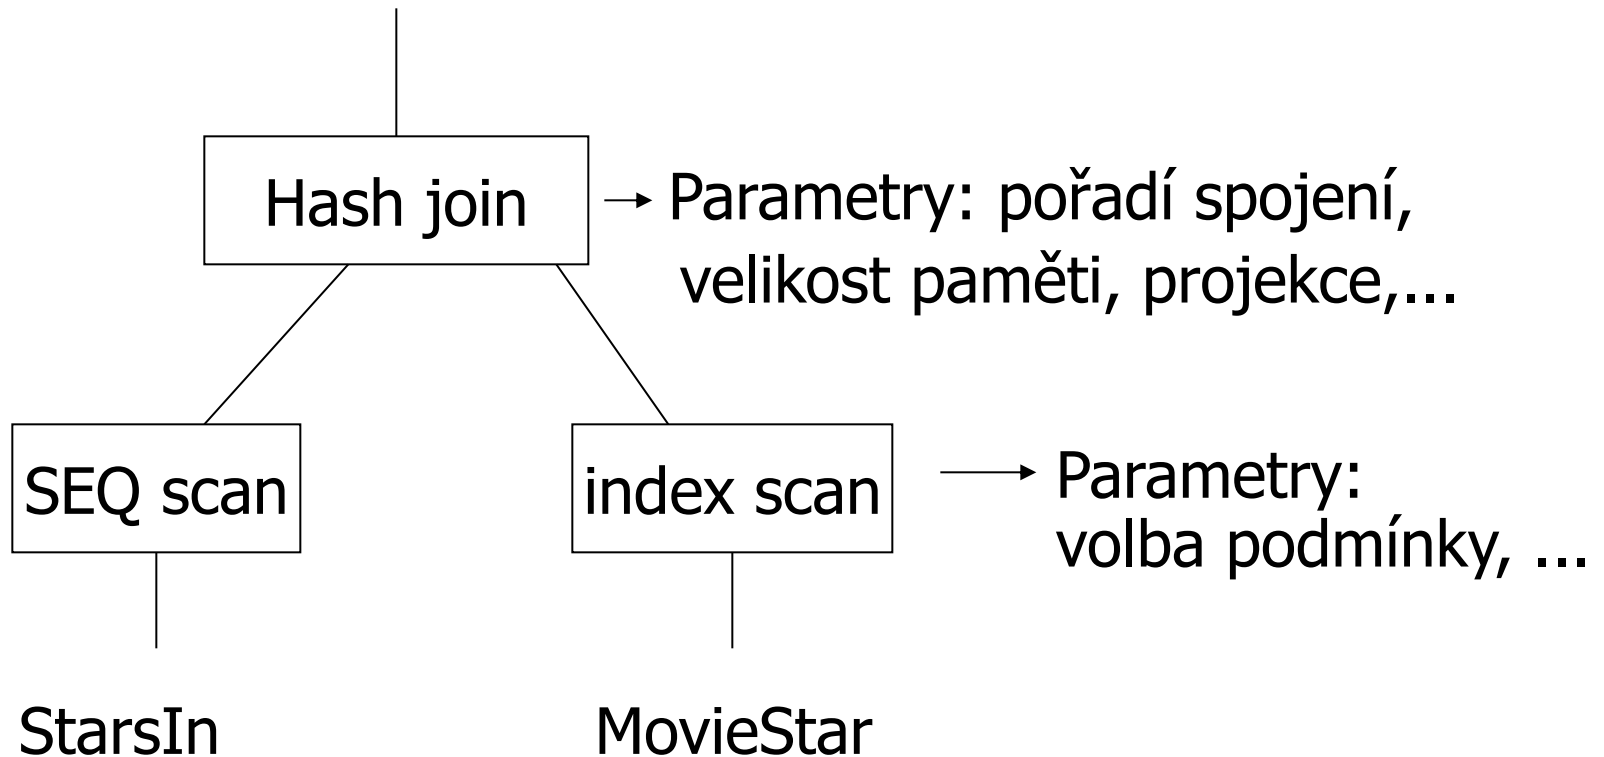 Hash join
Parametry: pořadí spojení,
velikost paměti, projekce,...
SEQ scan
index scan
Parametry:
volba podmínky, ...
StarsIn
MovieStar